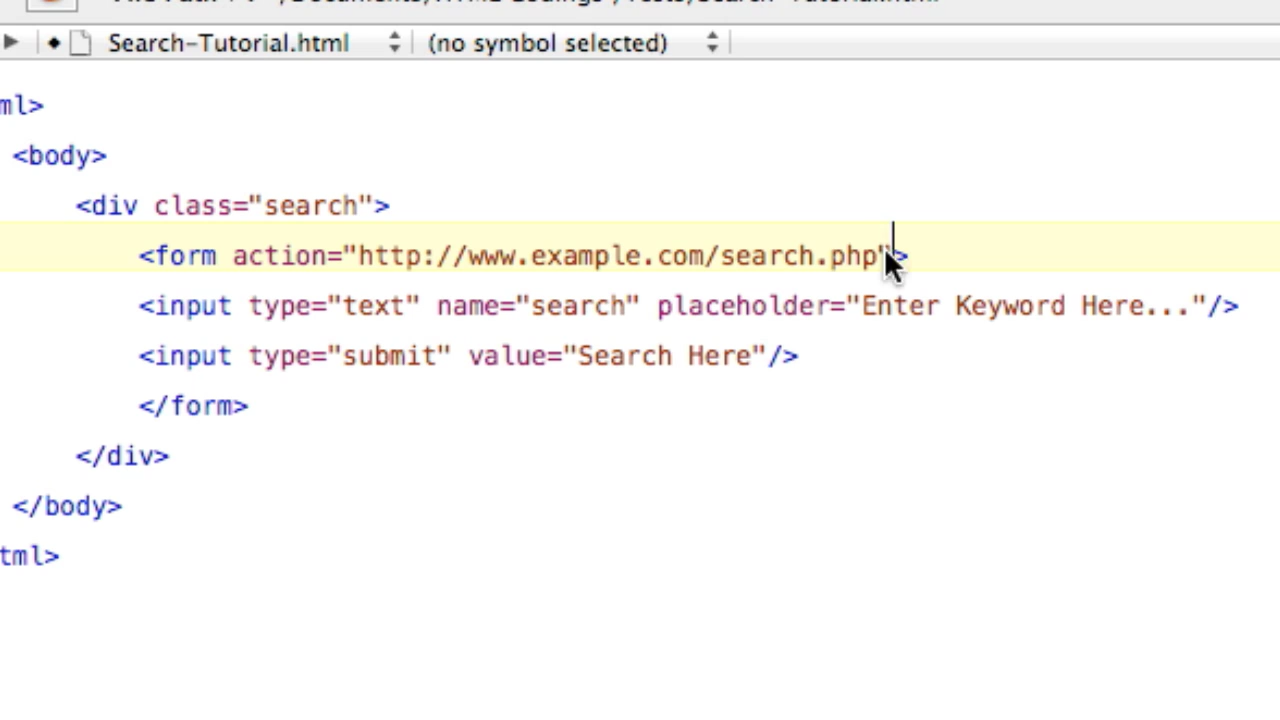 Search-Tutorial.html (no symbol selected)
ml>
<body>
<div class="search">
<form action="http://www.example.com/search.php">
<input type="text" name="search" placeholder="Enter Keyword Here..."/>
<input type="submit" value="Search Here"/>
</form>
</div>
</body>
tml>